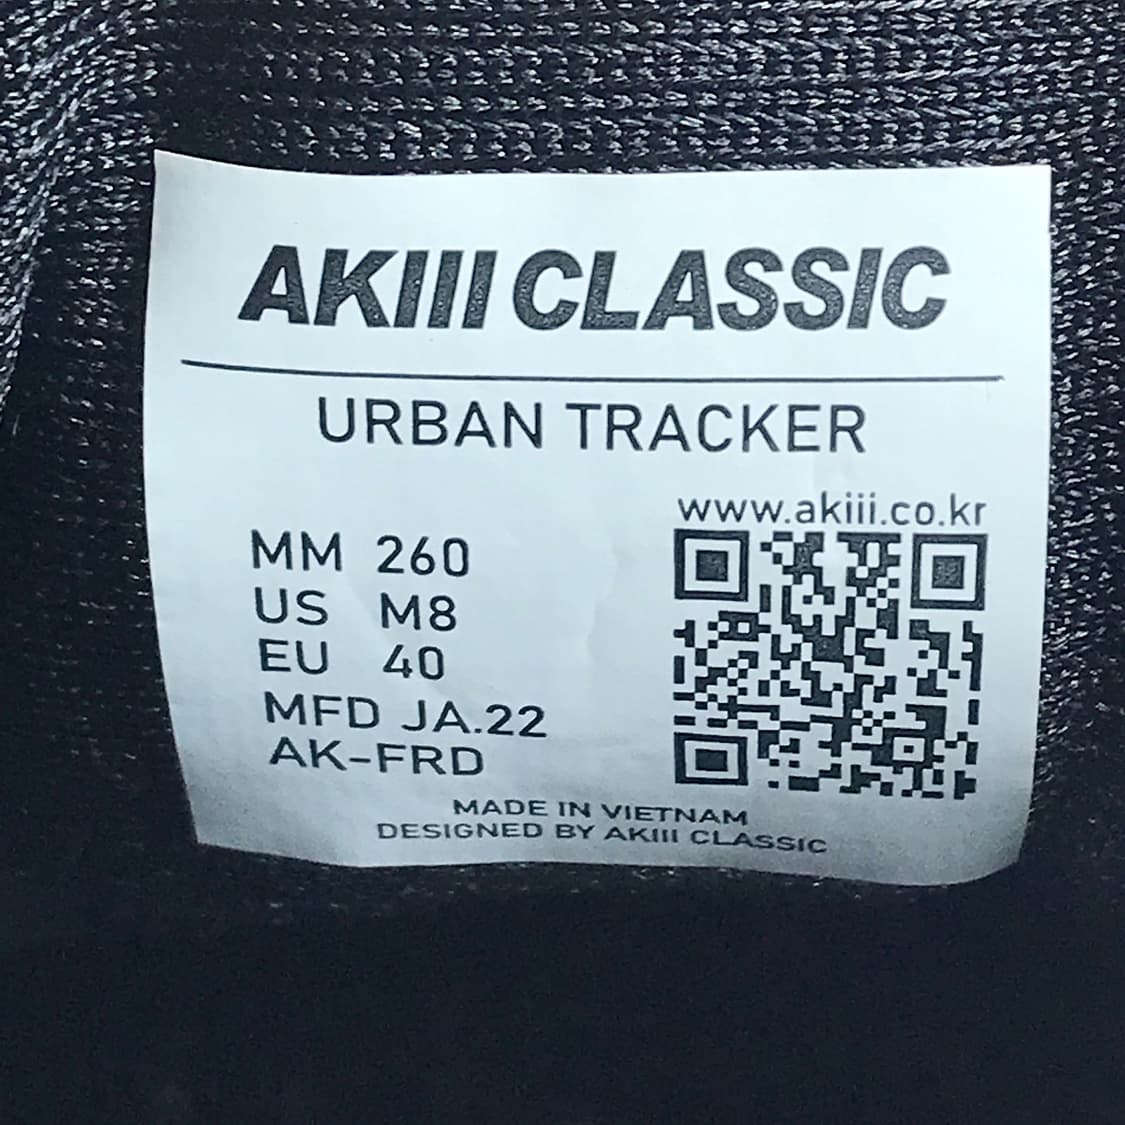 AKIII CLASSIC
URBAN TRACKER
www.akiii.co.kr
MM 260
US M8
EU 40
MFD JA.22
AK-FRD
MADE IN VIETNAM
DESIGNED BY AKIII CLASSIC